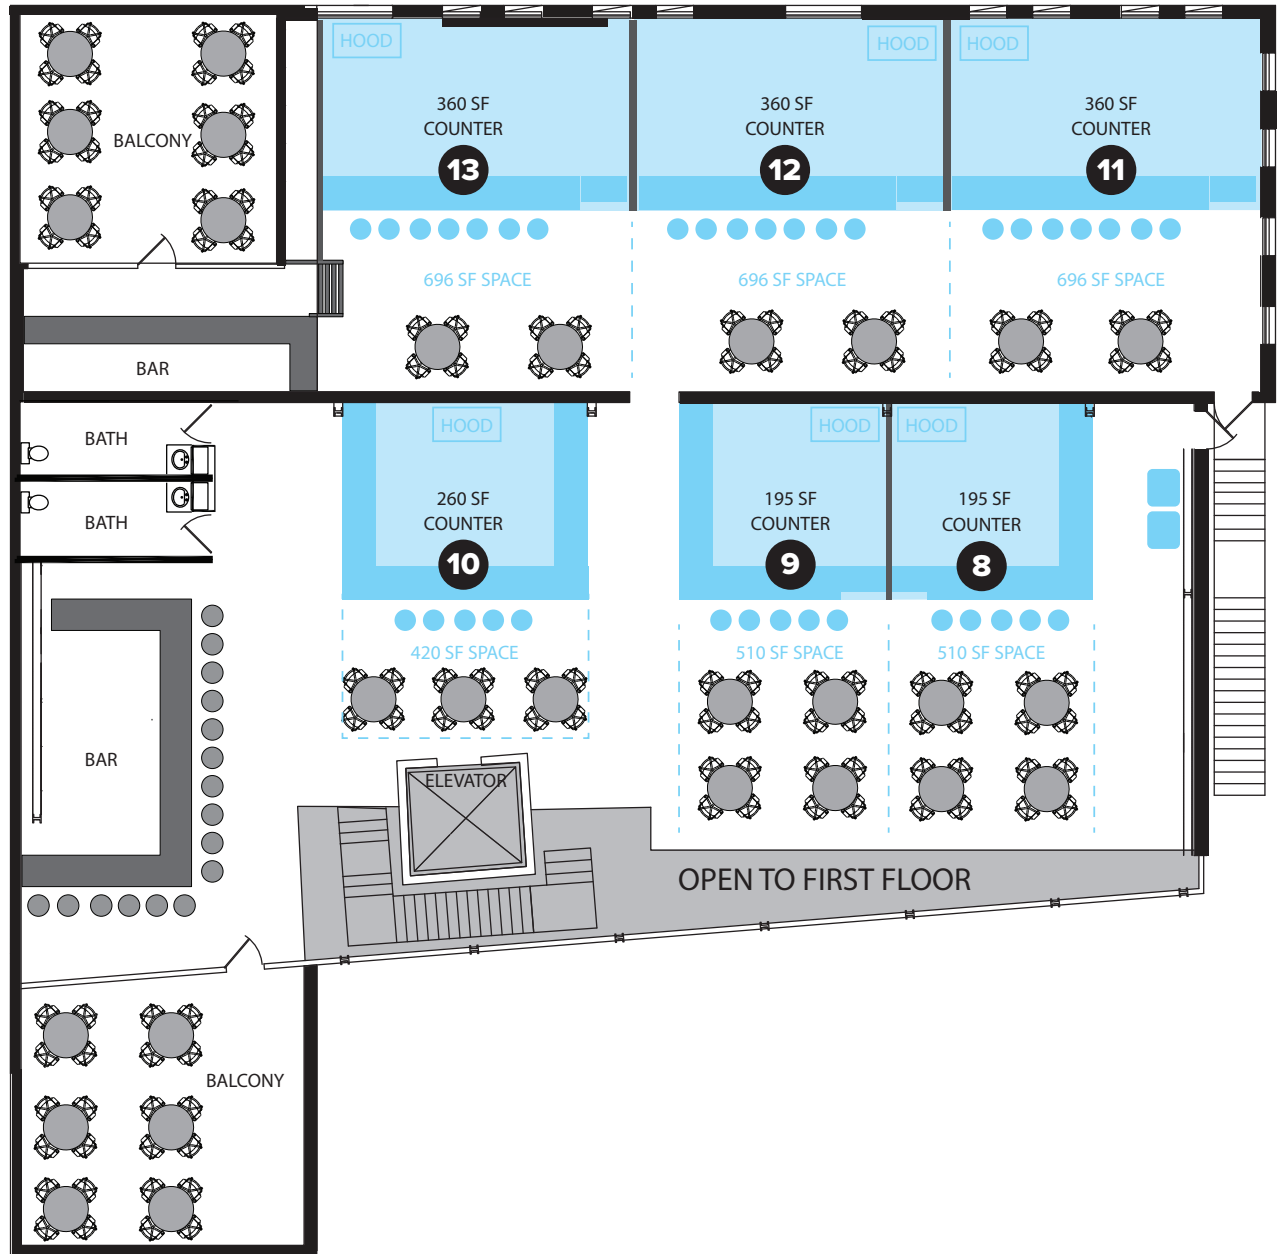 HOOD
HOOD
HOOD
360 SF
COUNTER
13
360 SF
COUNTER
12
360 SF
COUNTER
11
BALCONY
696 SF SPACE
696 SF SPACE
696 SF SPACE
BAR
BATH
BATH
HOOD
HOOD
HOOD
260 SF
COUNTER
10
195 SF
COUNTER
9
195 SF
COUNTER
8
420 SF SPACE
510 SF SPACE
510 SF SPACE
BAR
ELEVATOR
OPEN TO FIRST FLOOR
BALCONY